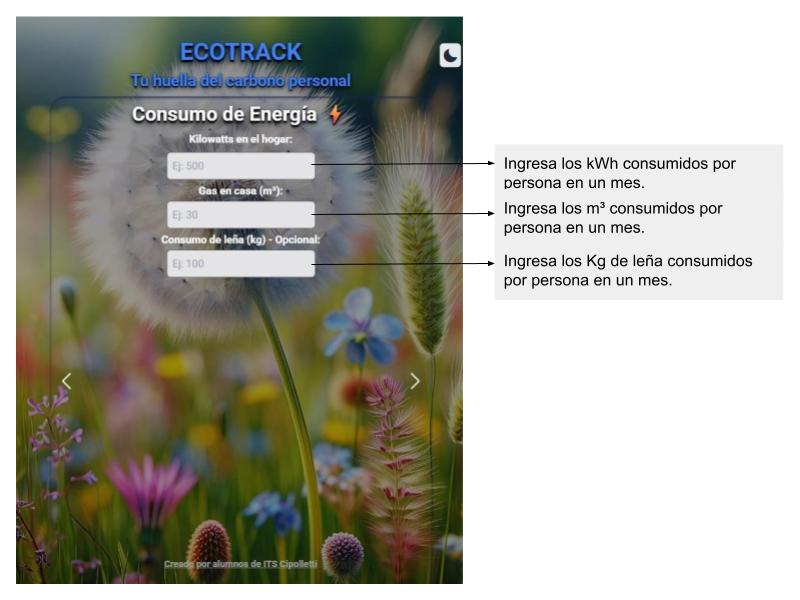 ECOTRACK
Tu huella del carbono personal
Consumo de Energía ⚡
Kilowatts en el hogar:
Ej: 500
Gas en casa (m³):
Ej: 30
Consumo de leña (kg) - Opcional:
Ej: 100
Creado por alumnos de ITS Cipolletti
Ingresa los kWh consumidos por
persona en un mes.
Ingresa los m³ consumidos por
persona en un mes.
Ingresa los Kg de leña consumidos
por persona en un mes.